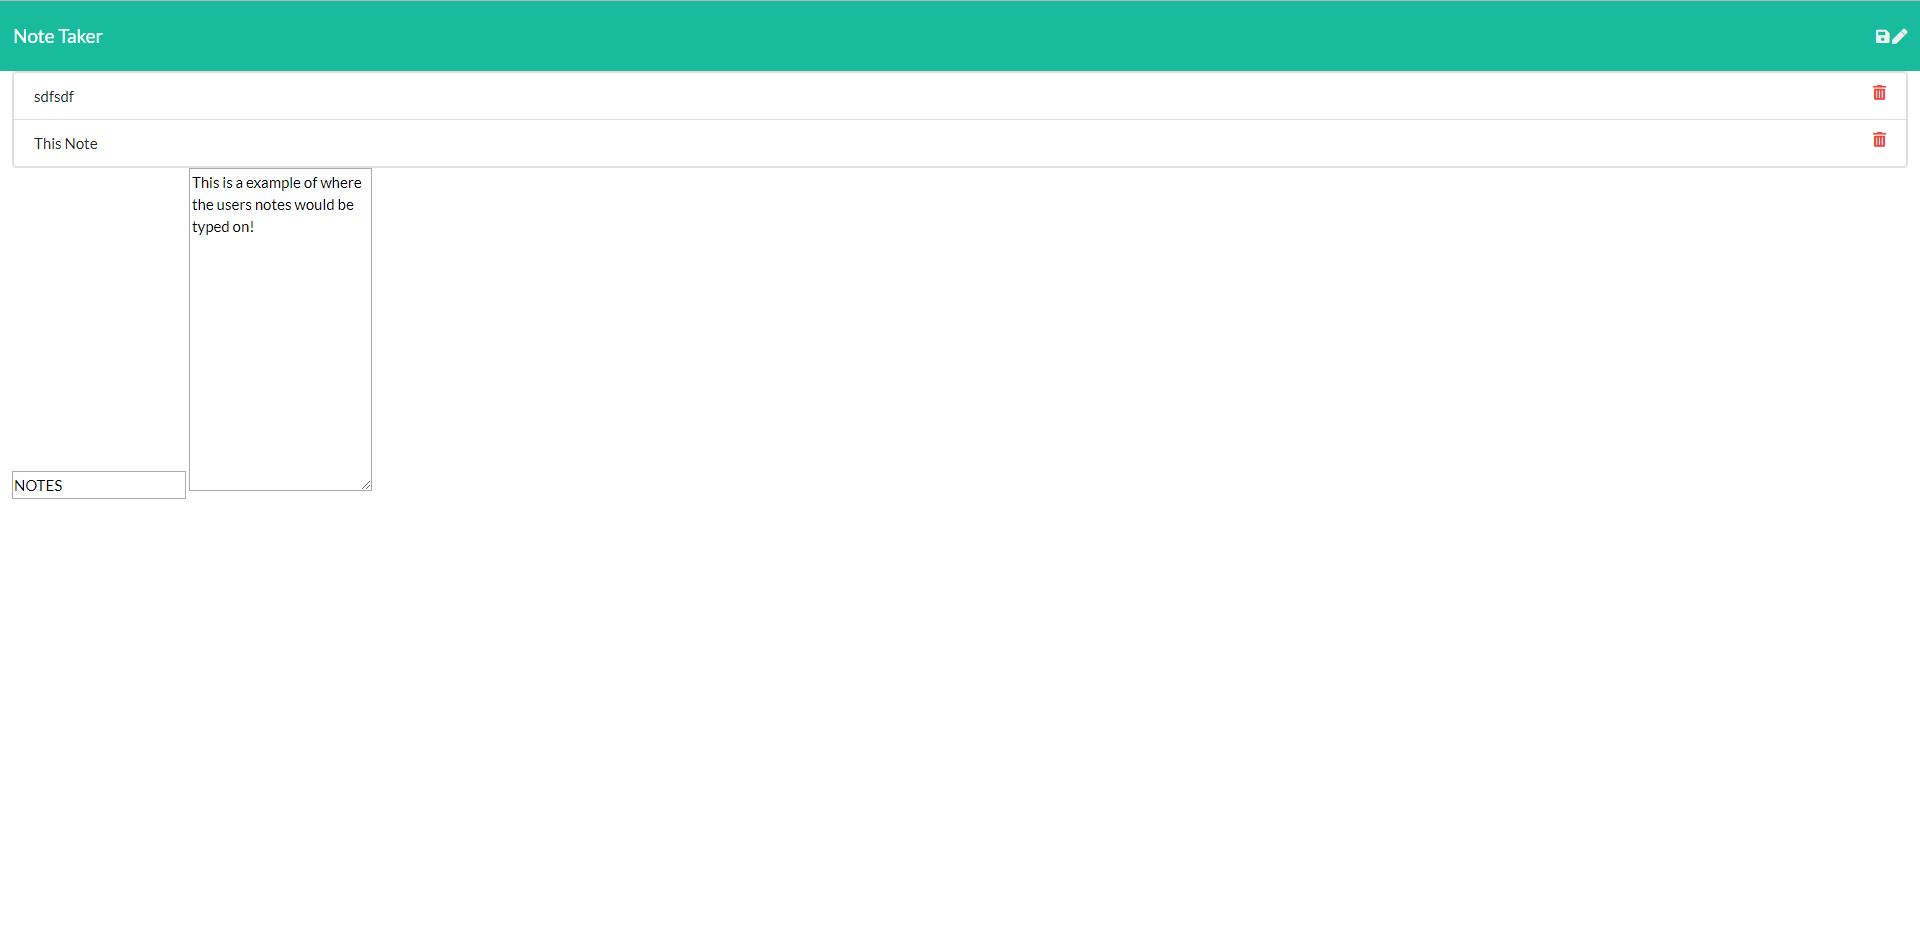 Note Taker
sdfsdf
This Note
This is a example of where
the users notes would be
typed on!
NOTES